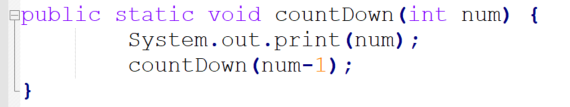 public static void countDown(int num) {
System.out.print(num);
countDown(num-1);
}